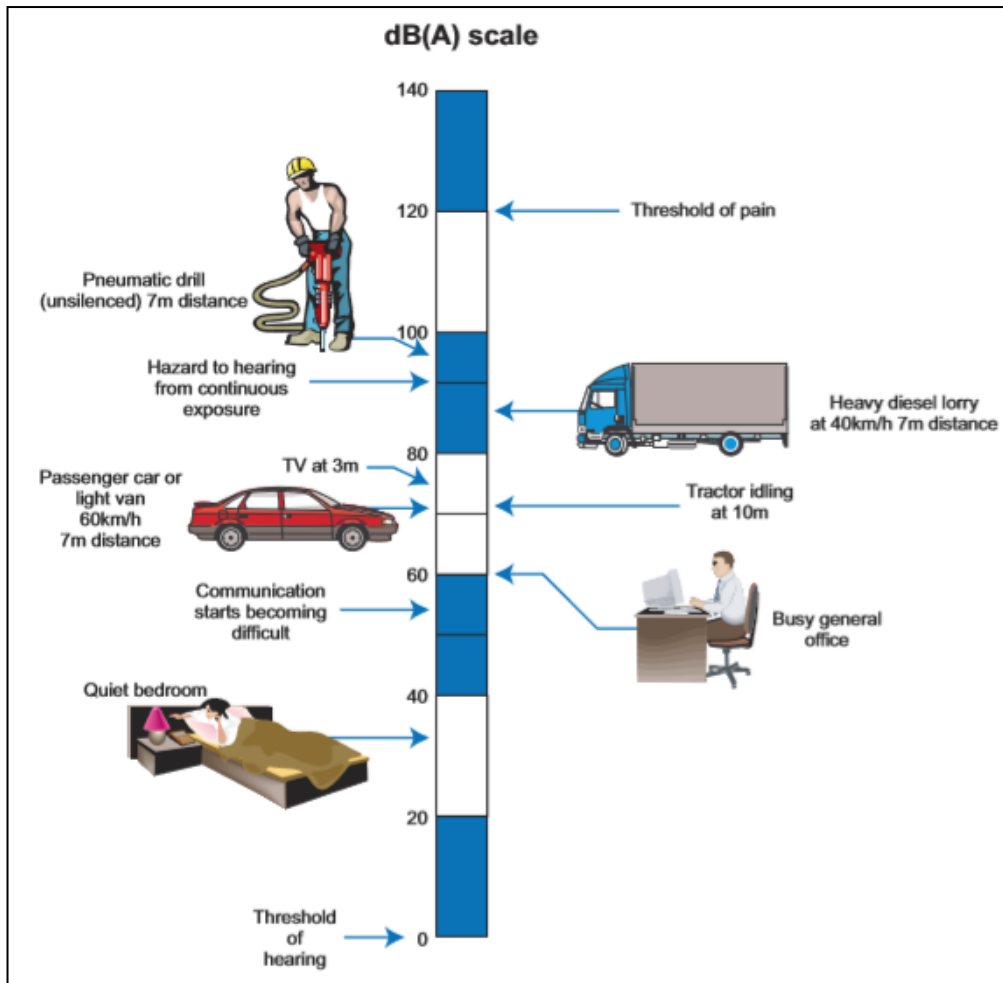 dB(A) scale
140
120
Threshold of pain
Pneumatic drill
(unsilenced) 7m distance
100
Hazard to hearing
from continuous
exposure
Heavy diesel lorry
at 40km/h 7m distance
80
TV at 3m
Passenger car or
light van
60km/h
7m distance
Tractor idling
at 10m
60
Communication
starts becoming
difficult
Busy general
office
Quiet bedroom
40
20
Threshold
of
hearing
0